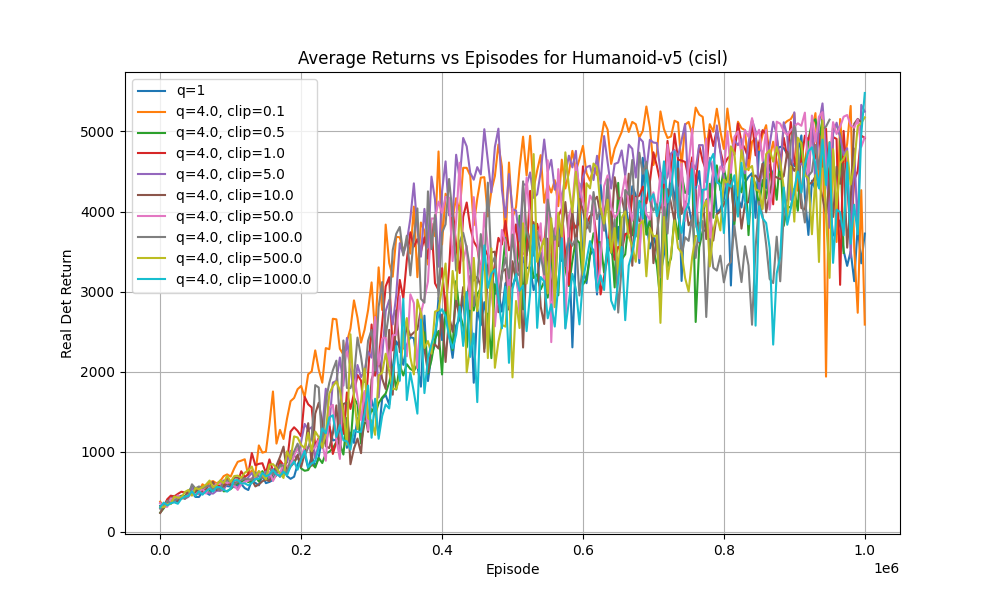 Average Returns vs Episodes for Humanoid-v5 (cisl)
q=1
q=4.0, clip=0.1
q=4.0, clip=0.5
q=4.0, clip=1.0
q=4.0, clip=5.0
q=4.0, clip=10.0
q=4.0, clip=50.0
q=4.0, clip=100.0
q=4.0, clip=500.0
q=4.0, clip=1000.0
Real Det Return
5000
4000
3000
2000
1000
0
0.0 0.2 0.4 0.6 0.8 1.0
1e6
Episode